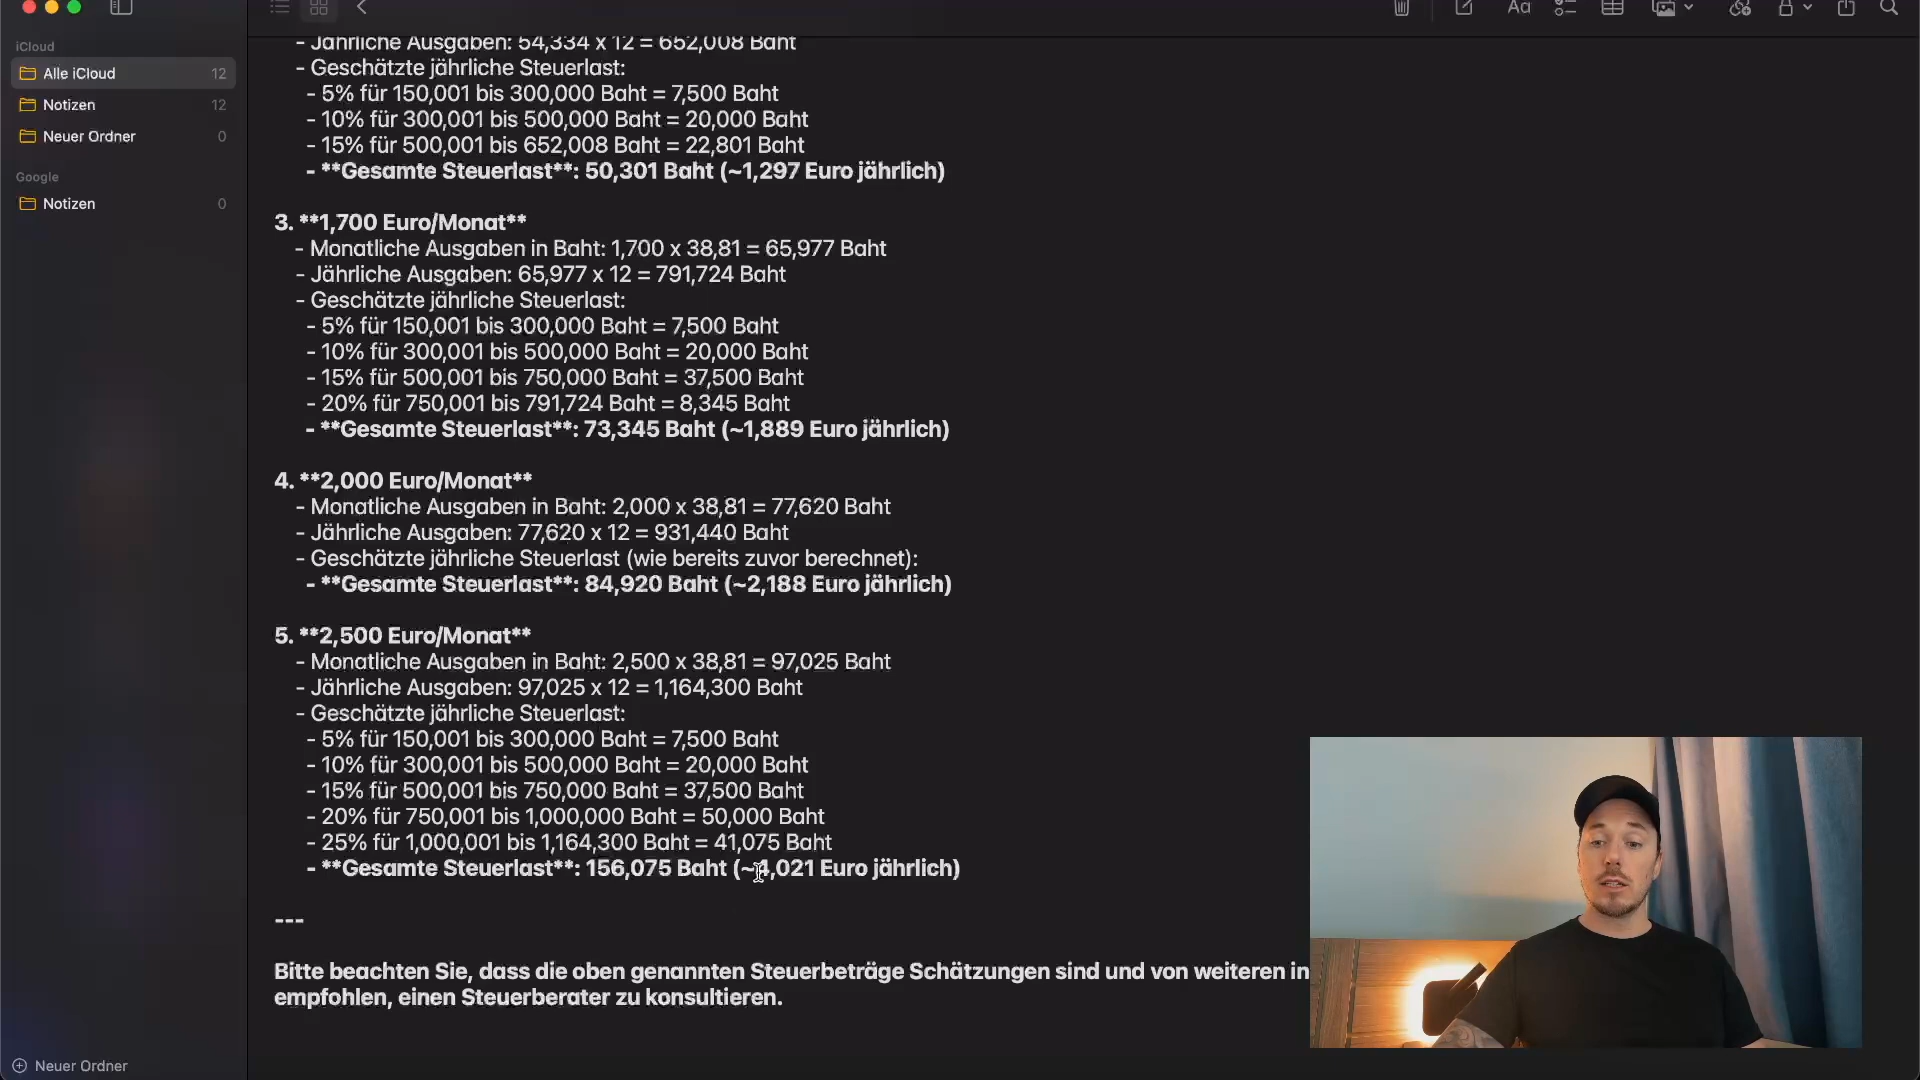 iCloud
Alle iCloud 12
Notizen 12
Neuer Ordner 0
Google
Notizen 0
Neuer Ordner
Aa
- Jährliche Ausgaben: 54,334 x 12 = 652,008 Baht
- Geschätzte jährliche Steuerlast:
- 5% für 150,001 bis 300,000 Baht = 7,500 Baht
- 10% für 300,001 bis 500,000 Baht = 20,000 Baht
- 15% für 500,001 bis 652,008 Baht = 22,801 Baht
- **Gesamte Steuerlast**: 50,301 Baht (~1,297 Euro jährlich)
3. **1,700 Euro/Monat**
- Monatliche Ausgaben in Baht: 1,700 x 38,81 = 65,977 Baht
- Jährliche Ausgaben: 65,977 x 12 = 791,724 Baht
- Geschätzte jährliche Steuerlast:
- 5% für 150,001 bis 300,000 Baht = 7,500 Baht
- 10% für 300,001 bis 500,000 Baht = 20,000 Baht
- 15% für 500,001 bis 750,000 Baht = 37,500 Baht
- 20% für 750,001 bis 791,724 Baht = 8,345 Baht
- **Gesamte Steuerlast**: 73,345 Baht (~1,889 Euro jährlich)
4. **2,000 Euro/Monat**
- Monatliche Ausgaben in Baht: 2,000 x 38,81 = 77,620 Baht
- Jährliche Ausgaben: 77,620 x 12 = 931,440 Baht
- Geschätzte jährliche Steuerlast (wie bereits zuvor berechnet):
- **Gesamte Steuerlast**: 84,920 Baht (~2,188 Euro jährlich)
5. **2,500 Euro/Monat**
- Monatliche Ausgaben in Baht: 2,500 x 38,81 = 97,025 Baht
- Jährliche Ausgaben: 97,025 x 12 = 1,164,300 Baht
- Geschätzte jährliche Steuerlast:
- 5% für 150,001 bis 300,000 Baht = 7,500 Baht
- 10% für 300,001 bis 500,000 Baht = 20,000 Baht
- 15% für 500,001 bis 750,000 Baht = 37,500 Baht
- 20% für 750,001 bis 1,000,000 Baht = 50,000 Baht
- 25% für 1,000,001 bis 1,164,300 Baht = 41,075 Baht
- **Gesamte Steuerlast**: 156,075 Baht (~4,021 Euro jährlich)
---
Bitte beachten Sie, dass die oben genannten Steuerbeträge Schätzungen sind und von weiteren in
empfohlen, einen Steuerberater zu konsultieren.